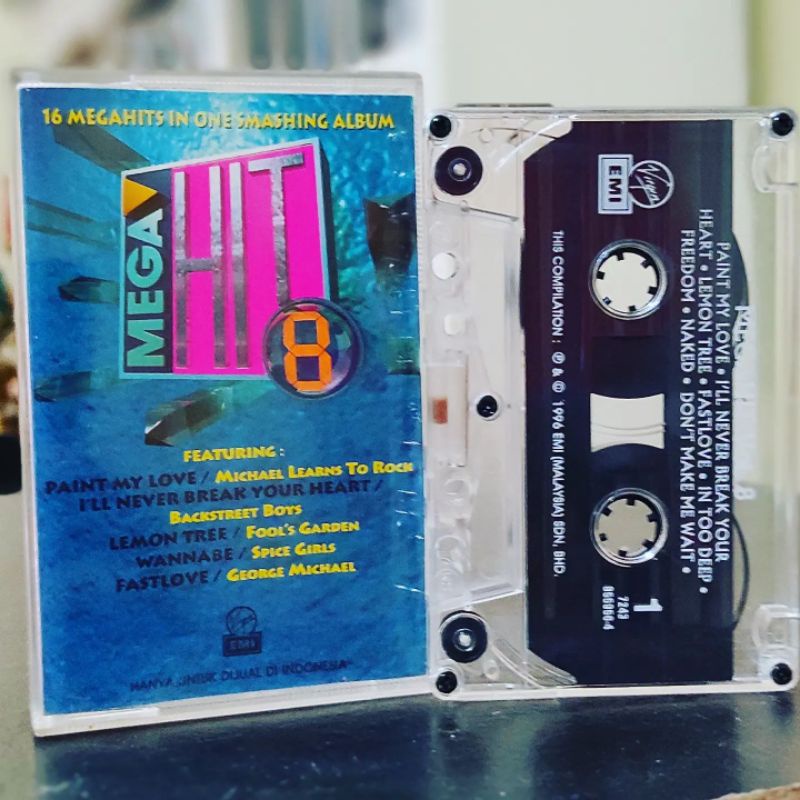 16 MEGAHITS IN ONE SMASHING ALBUM
MEGA
HIT
8
FEATURING :
PAINT MY LOVE / MICHAEL LEARNS TO ROCK
I'LL NEVER BREAK YOUR HEART /
BACKSTREET BOYS
LEMON TREE / FOOL'S GARDEN
WANNABE / SPICE GIRLS
FASTLOVE / GEORGE MICHAEL
Virgin
EMI
HANYA UNTUK DIJUAL DI INDONESIA
Virgin
EMI
PAINT MY LOVE • I'LL NEVER BREAK YOUR
HEART • LEMON TREE • FASTLOVE • IN TOO DEEP •
FREEDOM • NAKED • DON'T MAKE ME WAIT •
THIS COMPILATION : ℗ & © 1996 EMI (MALAYSIA) SDN. BHD.
1
7243